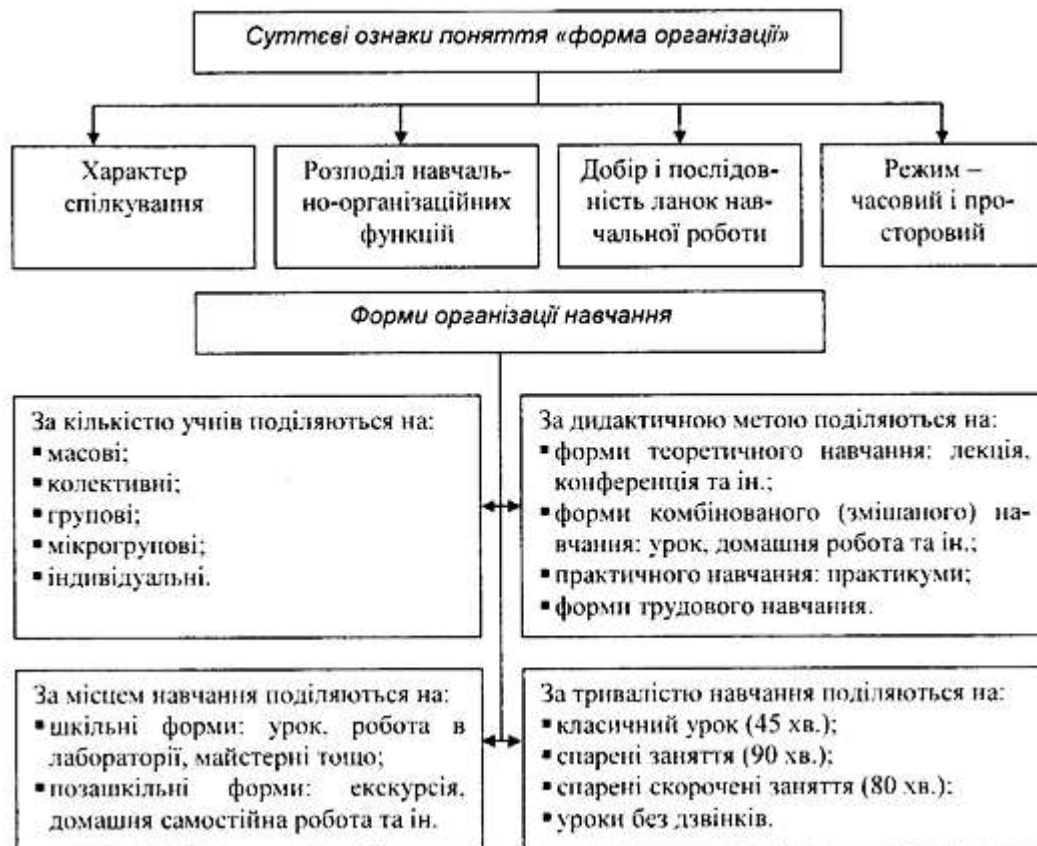 Суттєві ознаки поняття «форма організації»
Характер
спілкування
Розподіл навчаль-
но-організаційних
функцій
Добір і послідов-
ність ланок нав-
чальної роботи
Режим –
часовий і про-
сторовий
Форми організації навчання
За кількістю учнів поділяються на:
▪ масові;
▪ колективні;
▪ групові;
▪ мікрогрупові;
▪ індивідуальні.
За дидактичною метою поділяються на:
▪ форми теоретичного навчання: лекція,
конференція та ін.;
▪ форми комбінованого (змішаного) на-
вчання: урок, домашня робота та ін.;
▪ практичного навчання: практикуми;
▪ форми трудового навчання.
За місцем навчання поділяються на:
▪ шкільні форми: урок, робота в
лабораторії, майстерні тощо;
▪ позашкільні форми: екскурсія,
домашня самостійна робота та ін.
За тривалістю навчання поділяються на:
▪ класичний урок (45 хв.);
▪ спарені заняття (90 хв.);
▪ спарені скорочені заняття (80 хв.);
▪ уроки без дзвінків.